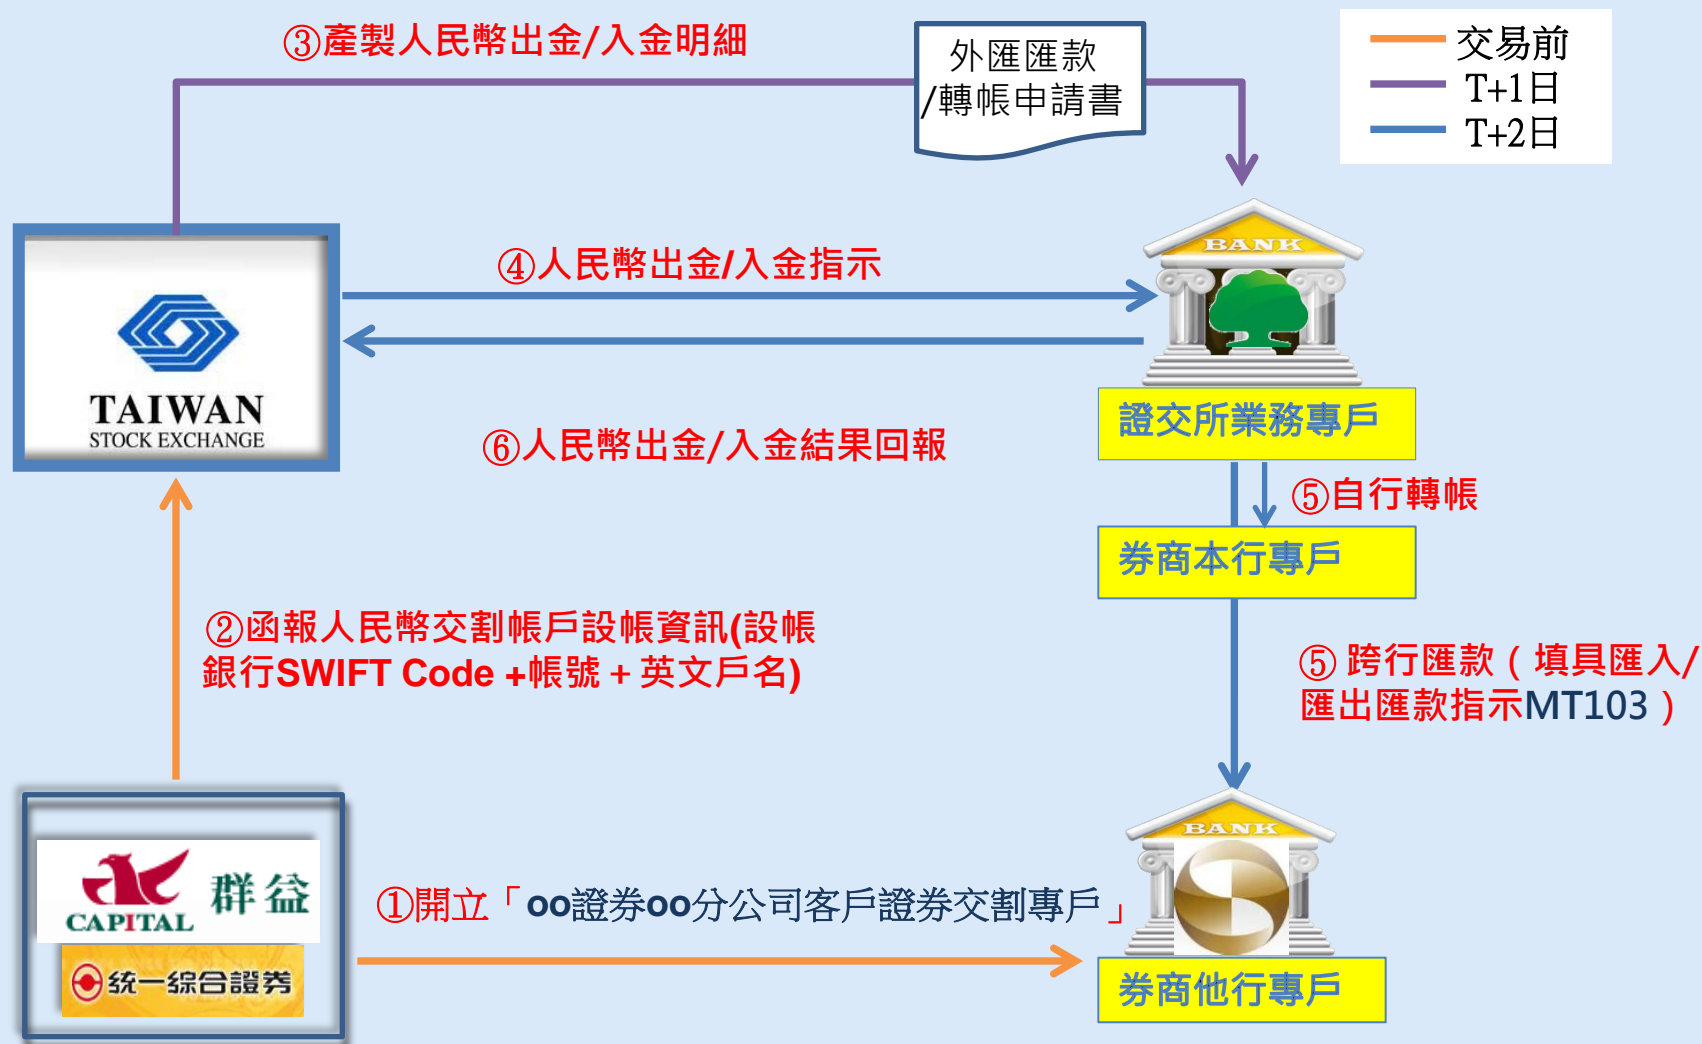 ③產製人民幣出金/入金明細
外匯匯款
/轉帳申請書
交易前
T+1日
T+2日
④人民幣出金/入金指示
BANK
TAIWAN
STOCK EXCHANGE
證交所業務專戶
⑥人民幣出金/入金結果回報
⑤自行轉帳
券商本行專戶
②函報人民幣交割帳戶設帳資訊(設帳
銀行SWIFT Code +帳號＋英文戶名)
⑤ 跨行匯款（填具匯入/
匯出匯款指示MT103）
BANK
群益
CAPITAL
①開立「oo證券oo分公司客戶證券交割專戶」
统一綜合證券
券商他行專戶